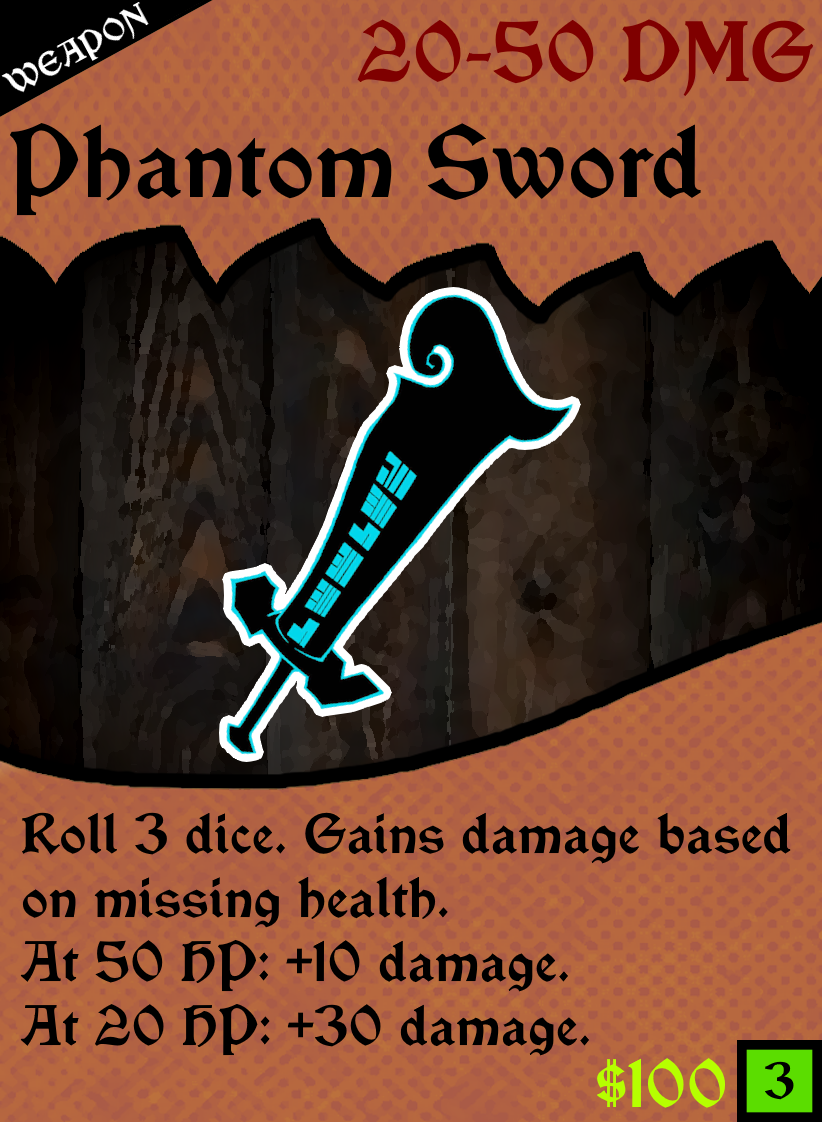 WEAPON
20-50 DMG
Phantom Sword
Roll 3 dice. Gains damage based
on missing health.
At 50 HP: +10 damage.
At 20 HP: +30 damage.
$100
3